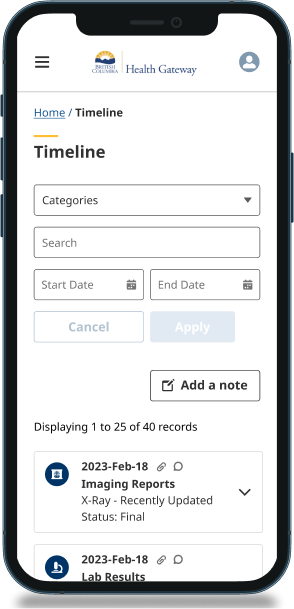 BRITISH
COLUMBIA
Health Gateway
Home / Timeline
Timeline
Categories
Search
Start Date
End Date
Cancel
Apply
Add a note
Displaying 1 to 25 of 40 records
2023-Feb-18
Imaging Reports
X-Ray - Recently Updated
Status: Final
2023-Feb-18
Lab Results